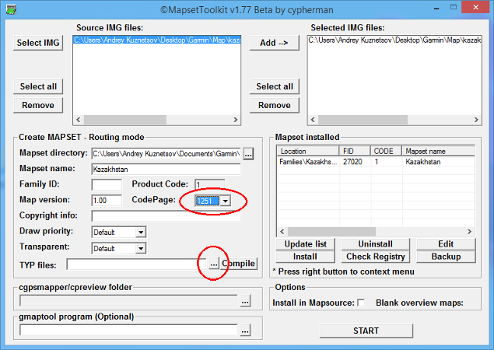 ©MapsetToolkit v1.77 Beta by cypherman
Source IMG files:
Selected IMG files:
Select IMG
C:\Users\Andrey Kuznetsov\Desktop\Garmin\Map\kazak
Add -->
C:\Users\Andrey Kuznetsov\Desktop\Garmin\Map\kaza
Select all
Remove
Select all
Remove
Create MAPSET - Routing mode
Mapset directory:
C:\Users\Andrey Kuznetsov\Documents\Garmin\
...
Mapset name:
Kazakhstan
Family ID:
Product Code:
1
Map version:
1.00
CodePage:
1251
Copyright info:
Draw priority:
Default
Transparent:
Default
TYP files:
...
Compile
Mapset installed
Location FID CODE Mapset name
Families\Kazakhs... 27020 1 Kazakhstan
Update list
Uninstall
Edit
Install
Check Registry
Backup
* Press right button to context menu
cgpsmapper/cpreview folder
...
Options
Install in Mapsource:
Blank overview maps:
gmaptool program (Optional)
...
START